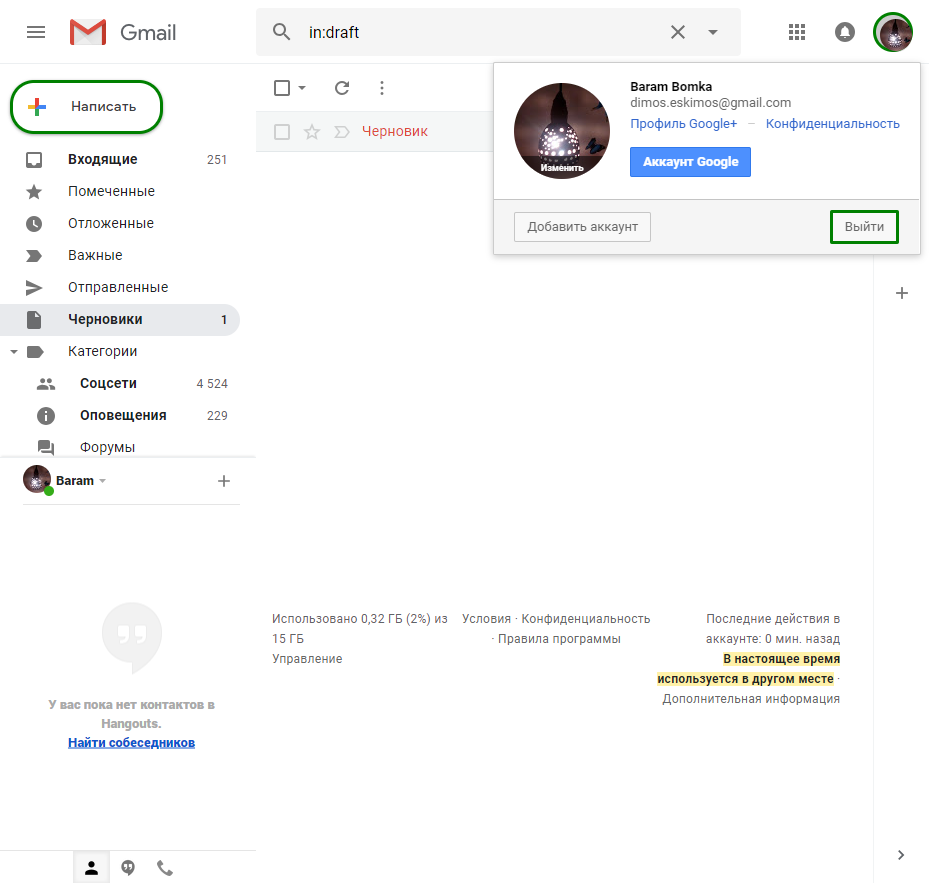 Gmail
in:draft
Написать
Baram Bomka
dimos.eskimos@gmail.com
Профиль Google+ – Конфиденциальность
Изменить
Аккаунт Google
Добавить аккаунт
Выйти
Черновик
Входящие 251
Помеченные
Отложенные
Важные
Отправленные
Черновики 1
Категории
Соцсети 4 524
Оповещения 229
Форумы
Baram
У вас пока нет контактов в
Hangouts.
Найти собеседников
Использовано 0,32 ГБ (2%) из
15 ГБ
Управление
Условия · Конфиденциальность
· Правила программы
Последние действия в
аккаунте: 0 мин. назад
В настоящее время
используется в другом месте ·
Дополнительная информация